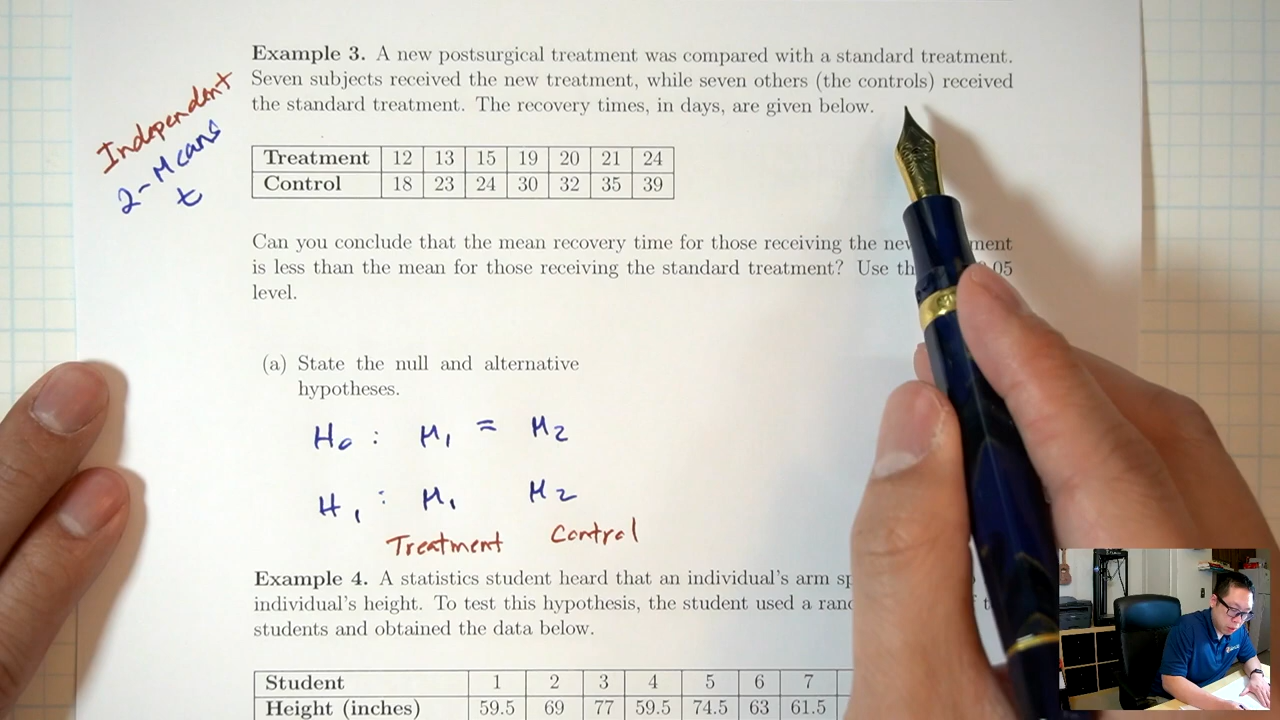 Example 3. A new postsurgical treatment was compared with a standard treatment.
Seven subjects received the new treatment, while seven others (the controls) received
the standard treatment. The recovery times, in days, are given below.
Independent
2-Means
t
Treatment 12 13 15 19 20 21 24
Control 18 23 24 30 32 35 39
Can you conclude that the mean recovery time for those receiving the
is less than the mean for those receiving the standard treatment? Use
level.
(a) State the null and alternative
hypotheses.
H₀ : μ₁ = μ₂
H₁ : μ₁ μ₂
Treatment Control
Example 4. A statistics student heard that an individual's arm
individual's height. To test this hypothesis, the student used a
students and obtained the data below.
Student 1 2 3 4 5 6 7
Height (inches) 59.5 69 77 59.5 74.5 63 61.5